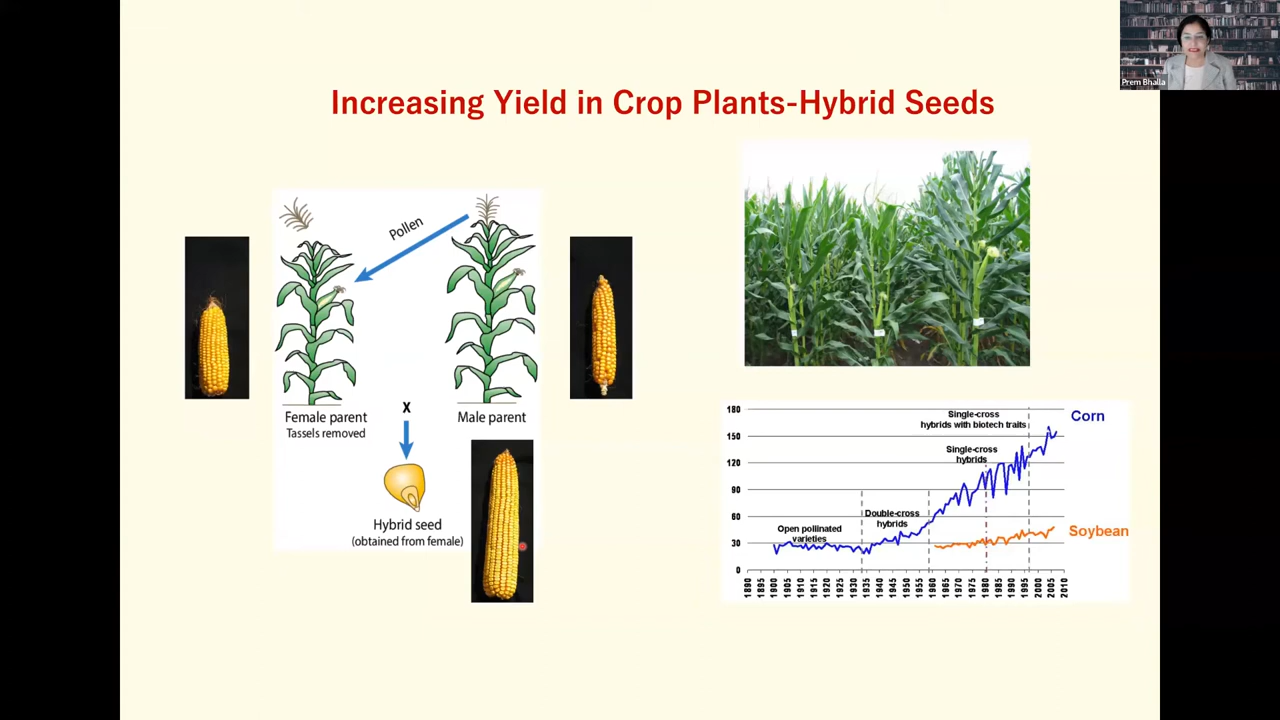 Prem Bhalla
Increasing Yield in Crop Plants-Hybrid Seeds
Pollen
Female parent
Tassels removed
X
Male parent
Hybrid seed
(obtained from female)
180
150
120
90
60
30
0
Open pollinated
varieties
Double-cross
hybrids
Single-cross
hybrids
Single-cross
hybrids with biotech traits
Corn
Soybean
1890
1895
1900
1905
1910
1915
1920
1925
1930
1935
1940
1945
1950
1955
1960
1965
1970
1975
1980
1985
1990
1995
2000
2005
2010